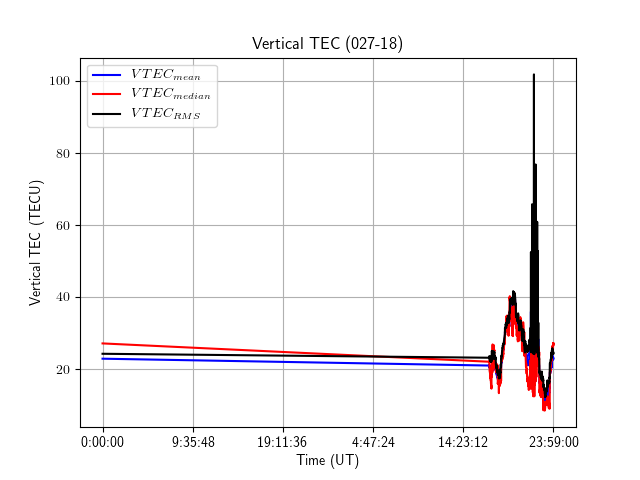 Vertical TEC (027-18)
VTEC_mean
VTEC_median
VTEC_RMS
100
80
60
40
20
Vertical TEC (TECU)
0:00:00 9:35:48 19:11:36 4:47:24 14:23:12 23:59:00
Time (UT)